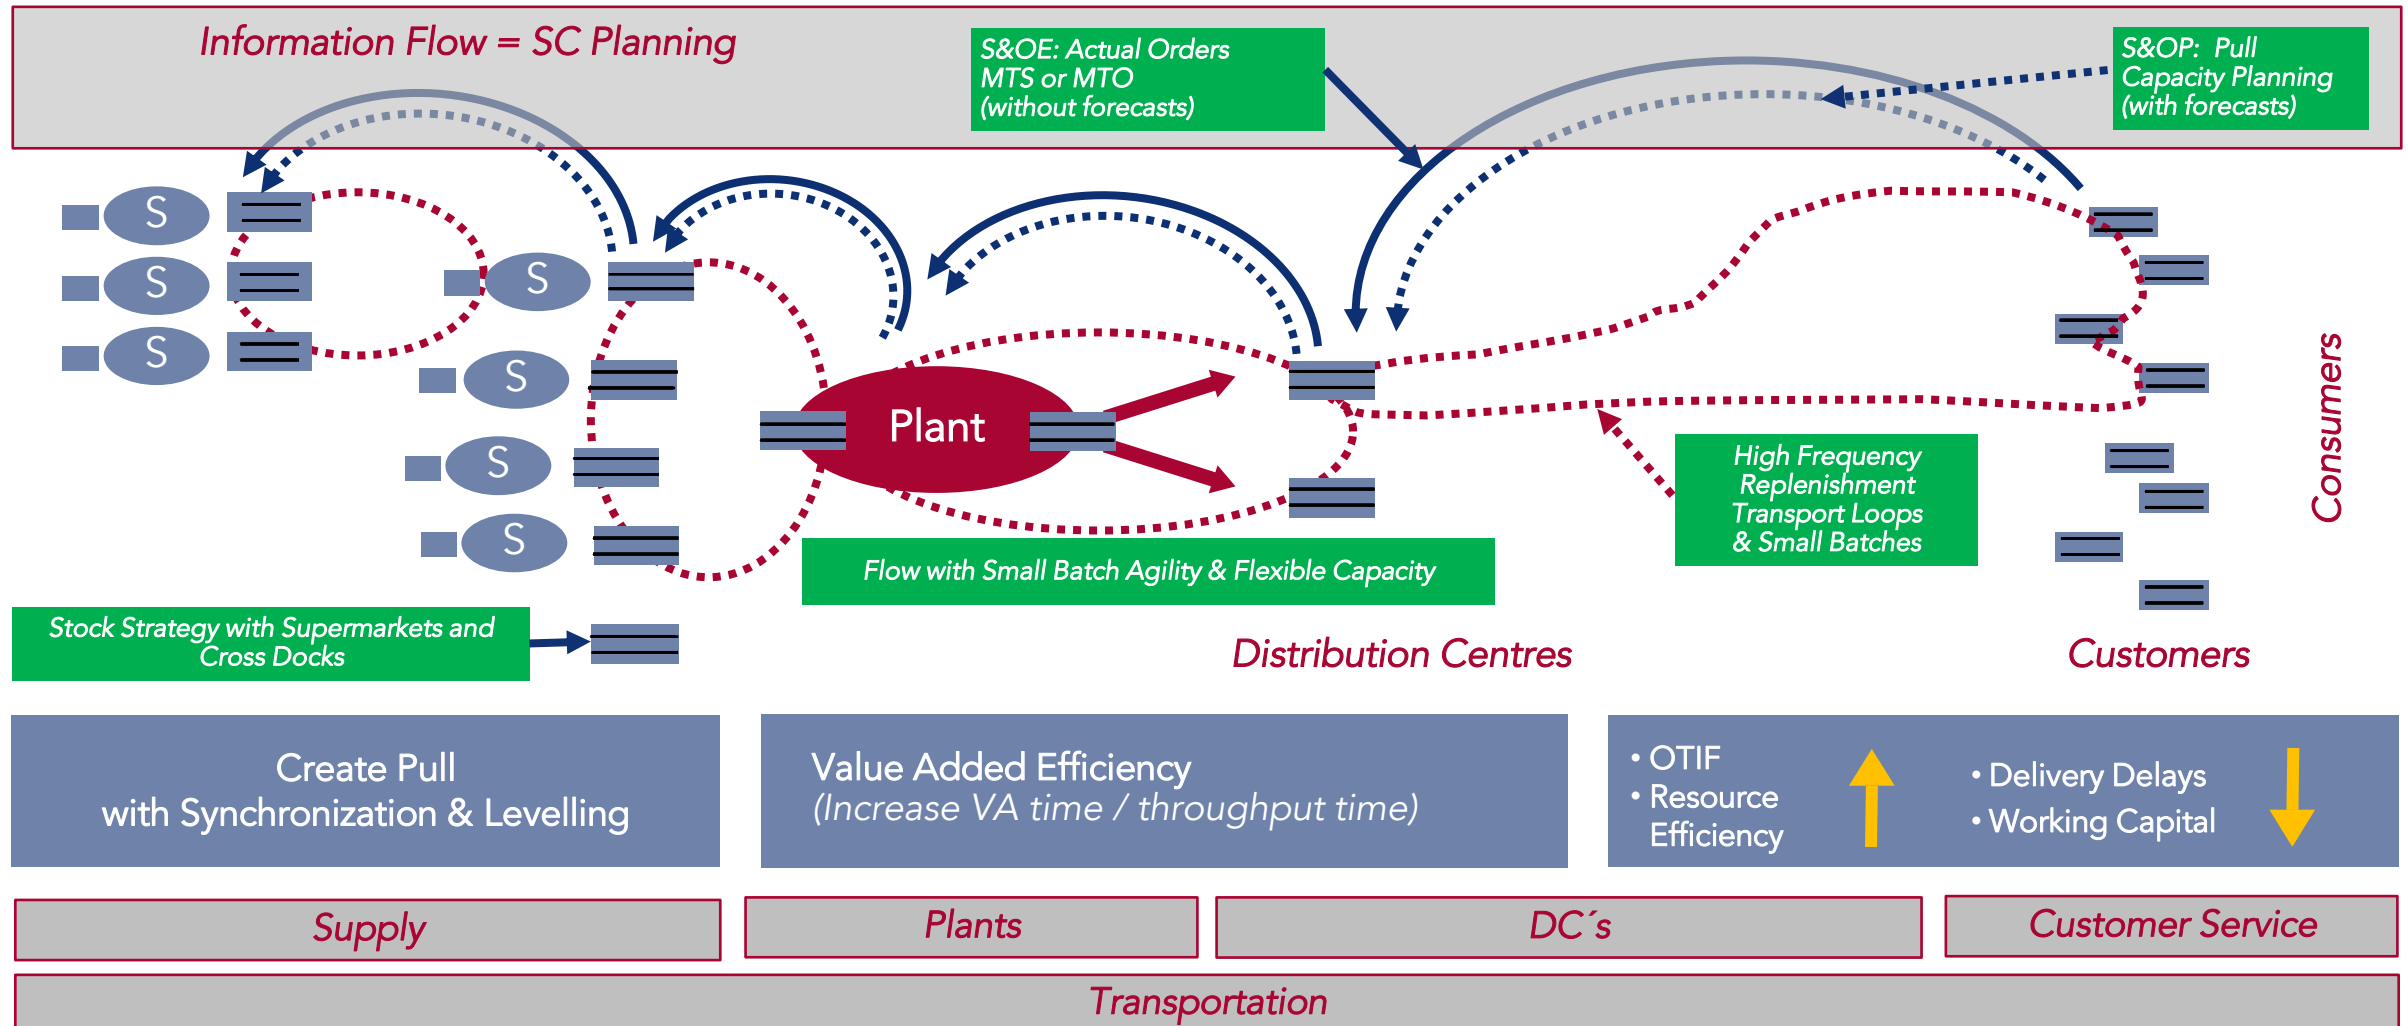 Information Flow = SC Planning
S&OE: Actual Orders
MTS or MTO
(without forecasts)
S&OP:  Pull
Capacity Planning
(with forecasts)
S
S
S
S
S
S
S
Plant
Consumers
High Frequency
Replenishment
Transport Loops
& Small Batches
Flow with Small Batch Agility & Flexible Capacity
Stock Strategy with Supermarkets and
Cross Docks
Distribution Centres
Customers
Create Pull
with Synchronization & Levelling
Value Added Efficiency
(Increase VA time / throughput time)
• OTIF
• Resource
Efficiency
• Delivery Delays
• Working Capital
Supply
Plants
DC´s
Customer Service
Transportation